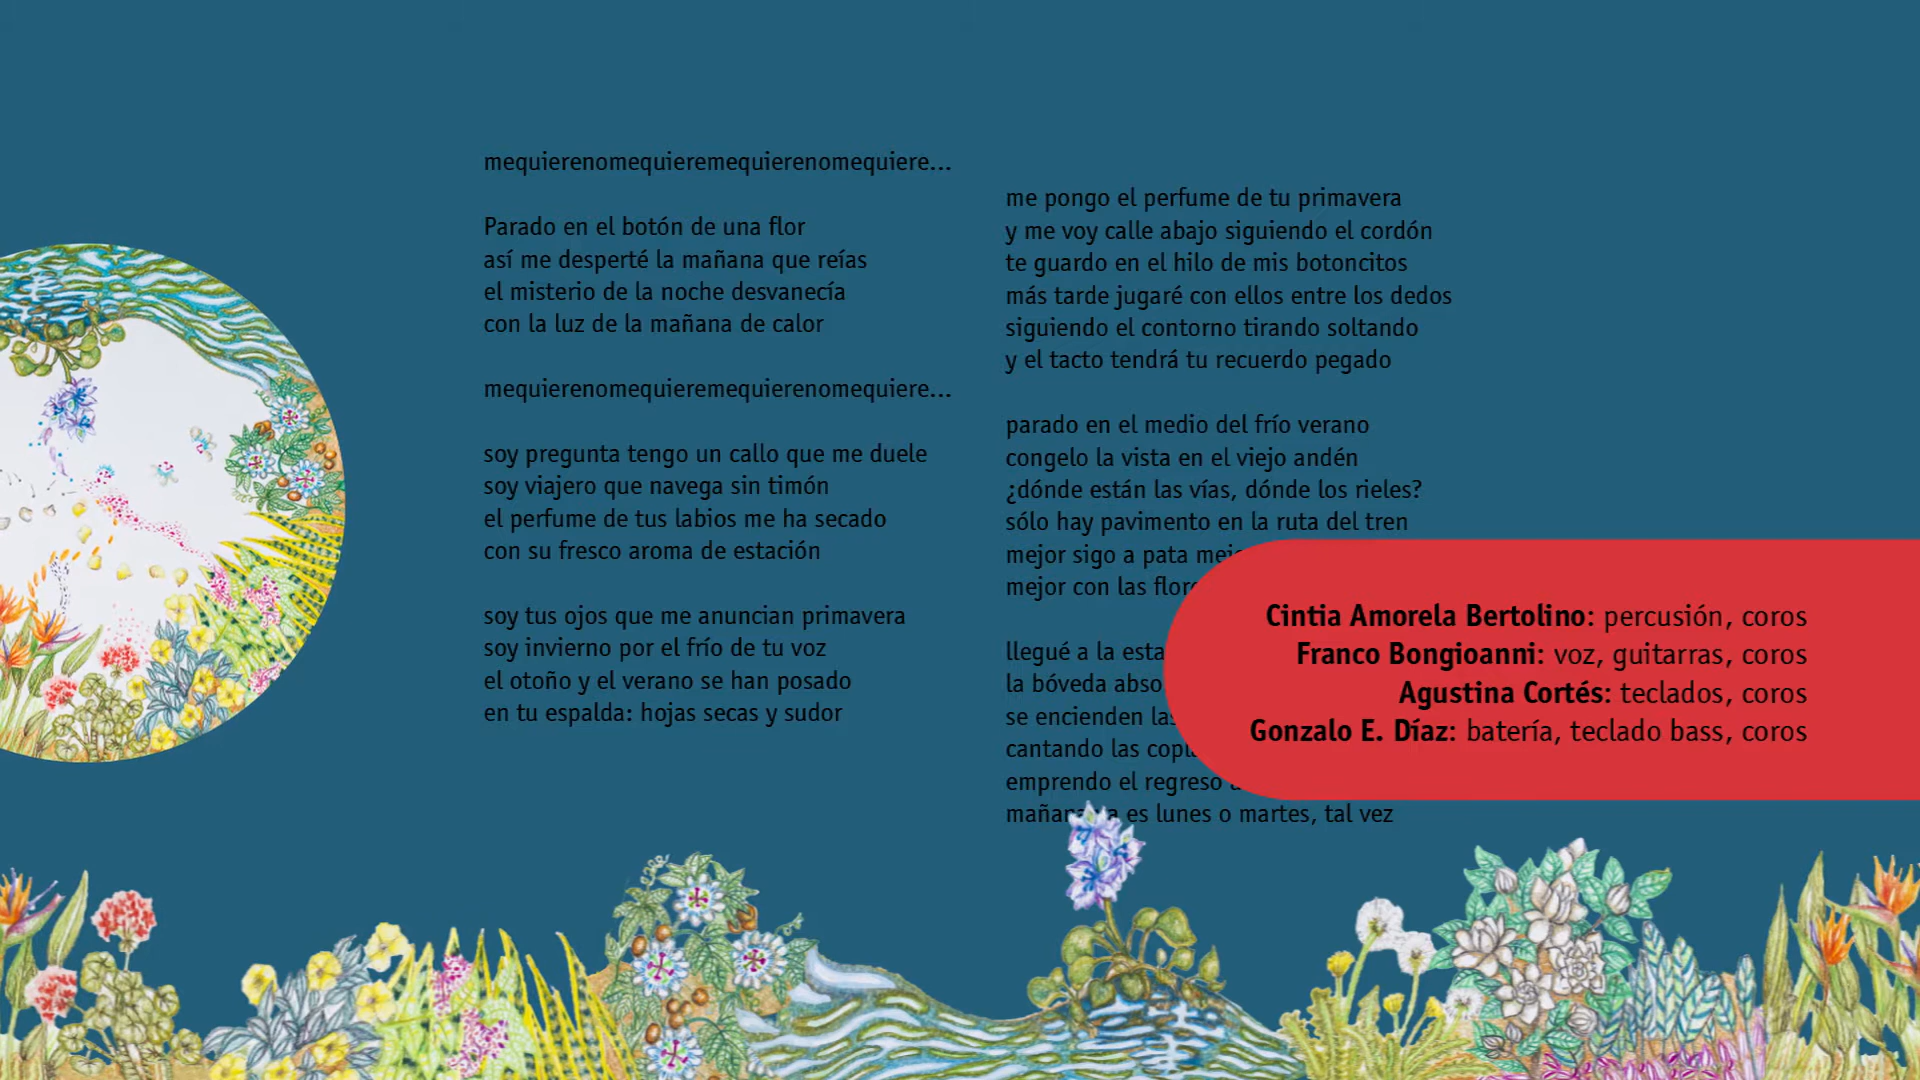 mequierenomequieremequierenomequiere...
Parado en el botón de una flor
así me desperté la mañana que reías
el misterio de la noche desvanecía
con la luz de la mañana de calor
mequierenomequieremequierenomequiere...
soy pregunta tengo un callo que me duele
soy viajero que navega sin timón
el perfume de tus labios me ha secado
con su fresco aroma de estación
soy tus ojos que me anuncian primavera
soy invierno por el frío de tu voz
el otoño y el verano se han posado
en tu espalda: hojas secas y sudor
me pongo el perfume de tu primavera
y me voy calle abajo siguiendo el cordón
te guardo en el hilo de mis botoncitos
más tarde jugaré con ellos entre los dedos
siguiendo el contorno tirando soltando
y el tacto tendrá tu recuerdo pegado
parado en el medio del frío verano
congelo la vista en el viejo andén
¿dónde están las vías, dónde los rieles?
sólo hay pavimento en la ruta del tren
mejor sigo a pata
mejor con las
llegué a la
la bóveda
se encienden
cantando las
emprendo el regreso
es lunes o martes, tal vez
Cintia Amorela Bertolino: percusión, coros
Franco Bongioanni: voz, guitarras, coros
Agustina Cortés: teclados, coros
Gonzalo E. Díaz: batería, teclado bass, coros